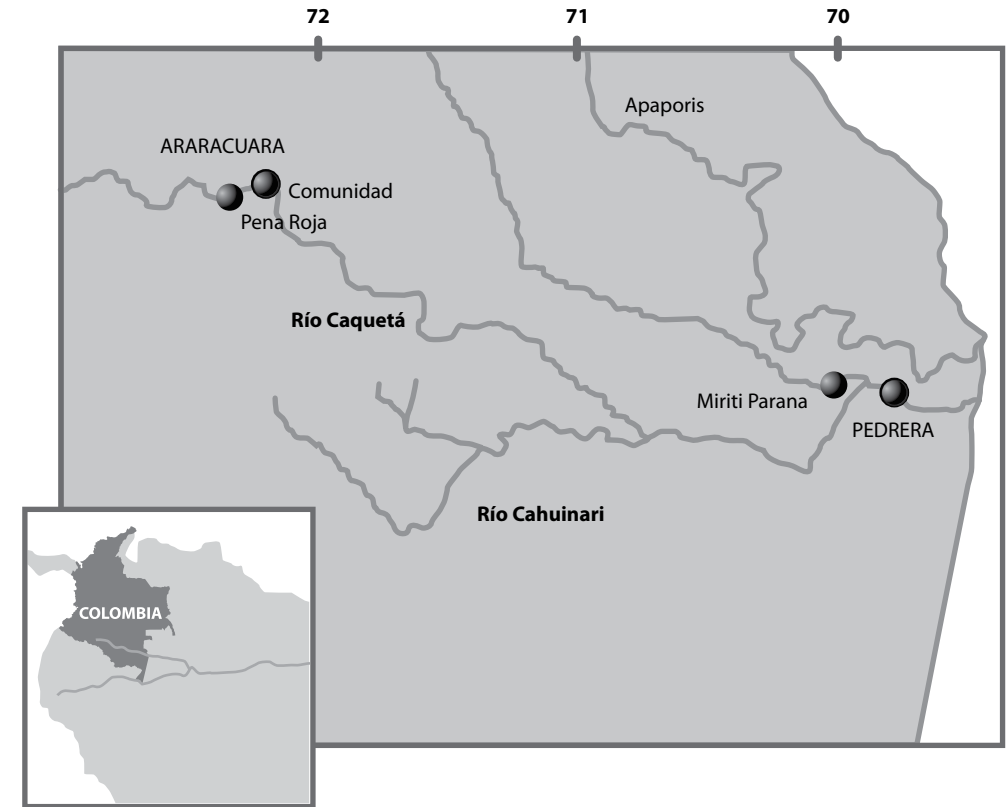 72
71
70
Apaporis
ARARACUARA
Comunidad
Pena Roja
Río Caquetá
Miriti Parana
PEDRERA
Río Cahuinari
COLOMBIA